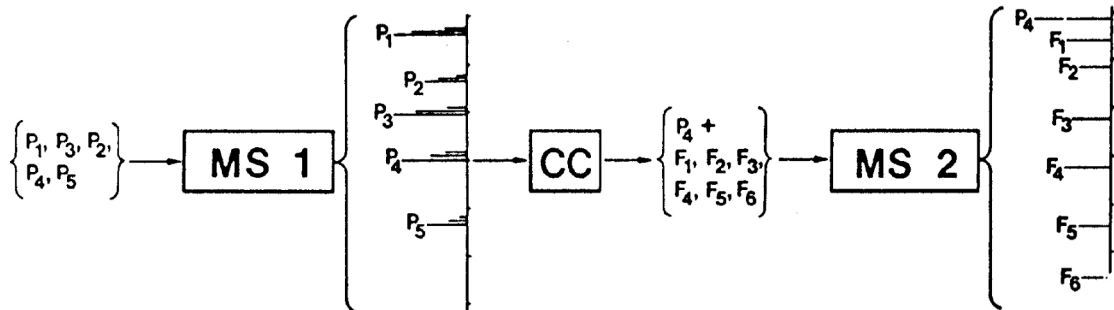 P₁, P₃, P₂,
P₄, P₅
MS 1
P₁
P₂
P₃
P₄
P₅
CC
P₄ +
F₁, F₂, F₃,
F₄, F₅, F₆
MS 2
P₄
F₁
F₂
F₃
F₄
F₅
F₆